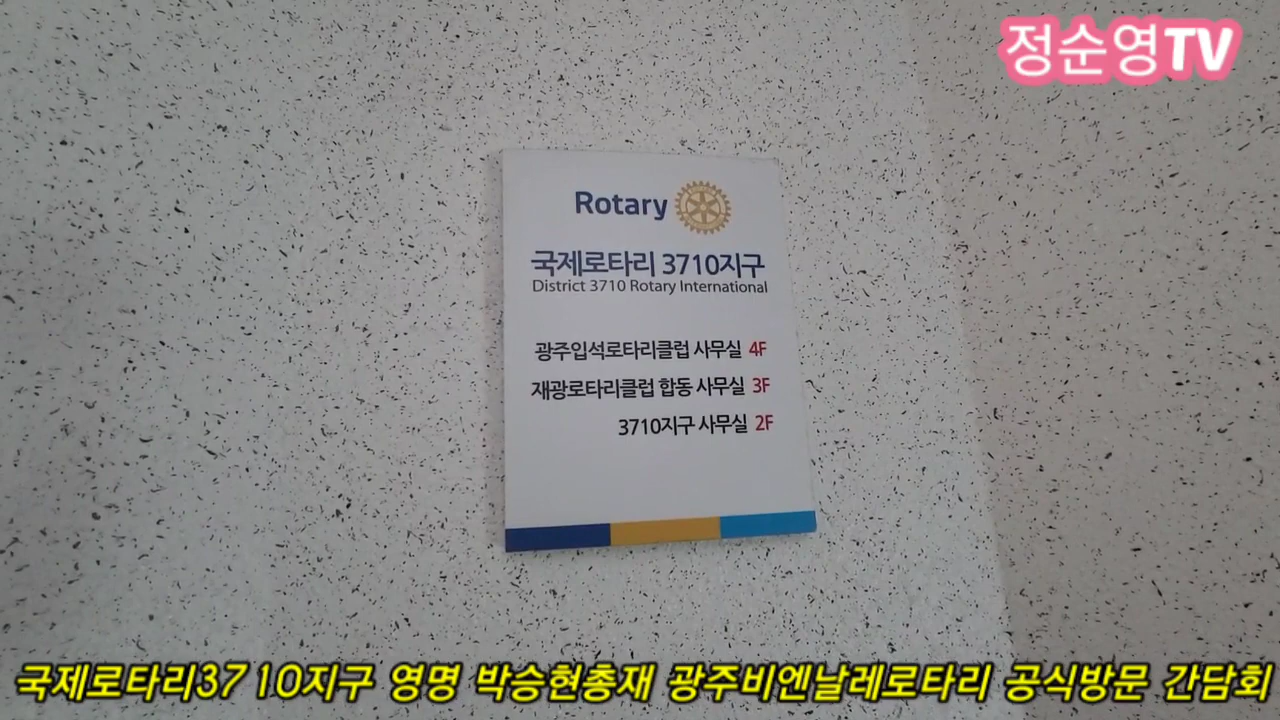 정순영TV
Rotary
국제로타리 3710지구
District 3710 Rotary International
광주입석로타리클럽 사무실 4F
재광로타리클럽 합동 사무실 3F
3710지구 사무실 2F
국제로타리3710지구 영명 박승현총재 광주비엔날레로타리 공식방문 간담회